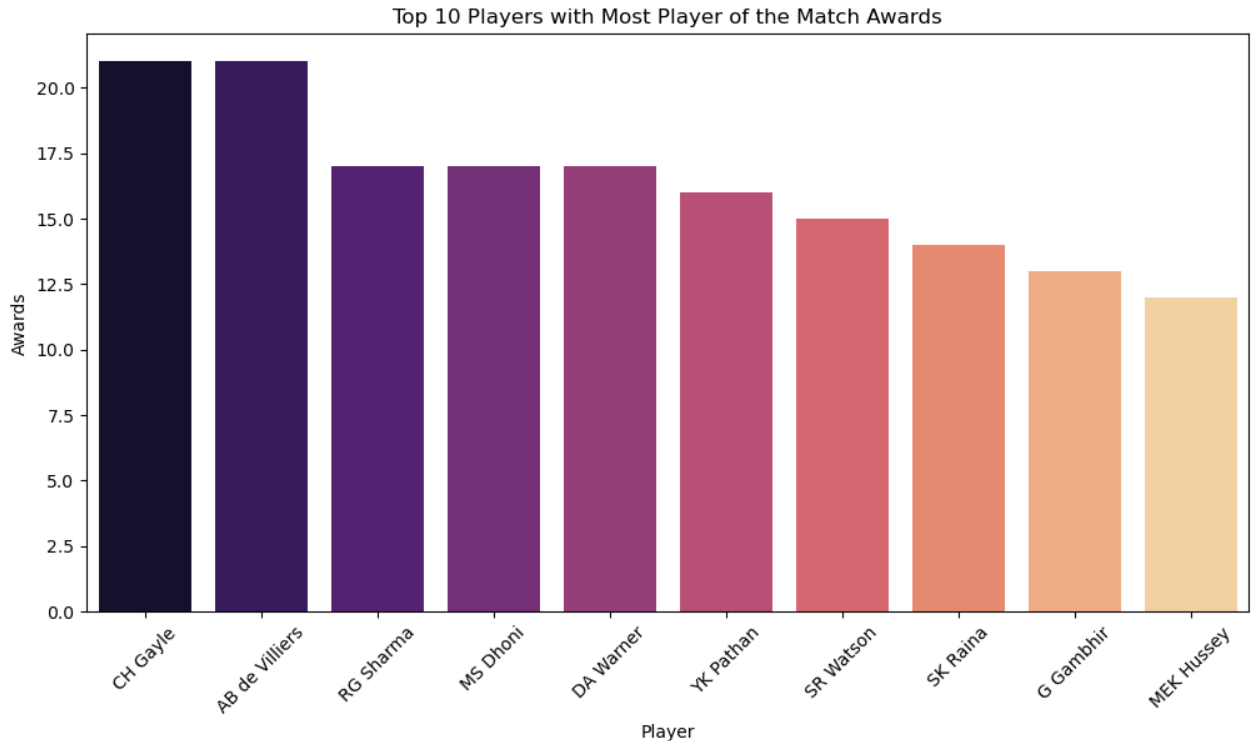 Top 10 Players with Most Player of the Match Awards
Awards
20.0
17.5
15.0
12.5
10.0
7.5
5.0
2.5
0.0
CH Gayle
AB de Villiers
RG Sharma
MS Dhoni
DA Warner
YK Pathan
SR Watson
SK Raina
G Gambhir
MEK Hussey
Player